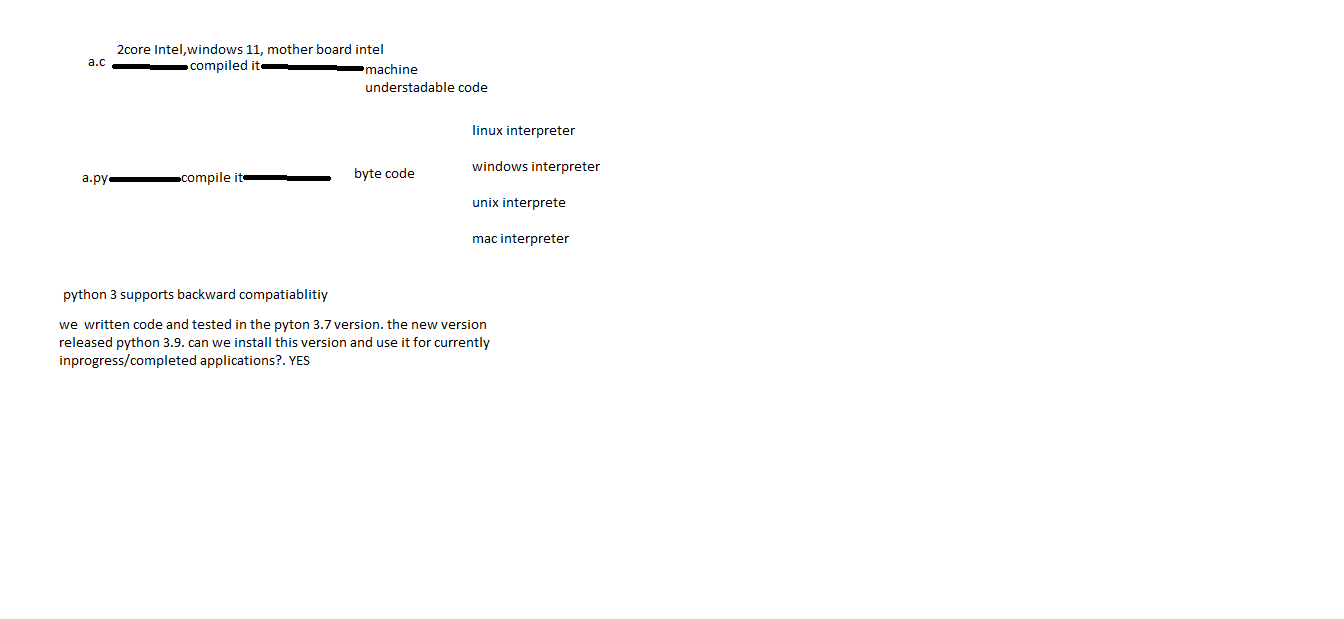 2core Intel,windows 11, mother board intel
a.c compiled it machine
understadable code
linux interpreter
windows interpreter
a.py compile it byte code
unix interprete
mac interpreter
python 3 supports backward compatiablitiy
we written code and tested in the pyton 3.7 version. the new version
released python 3.9. can we install this version and use it for currently
inprogress/completed applications?. YES